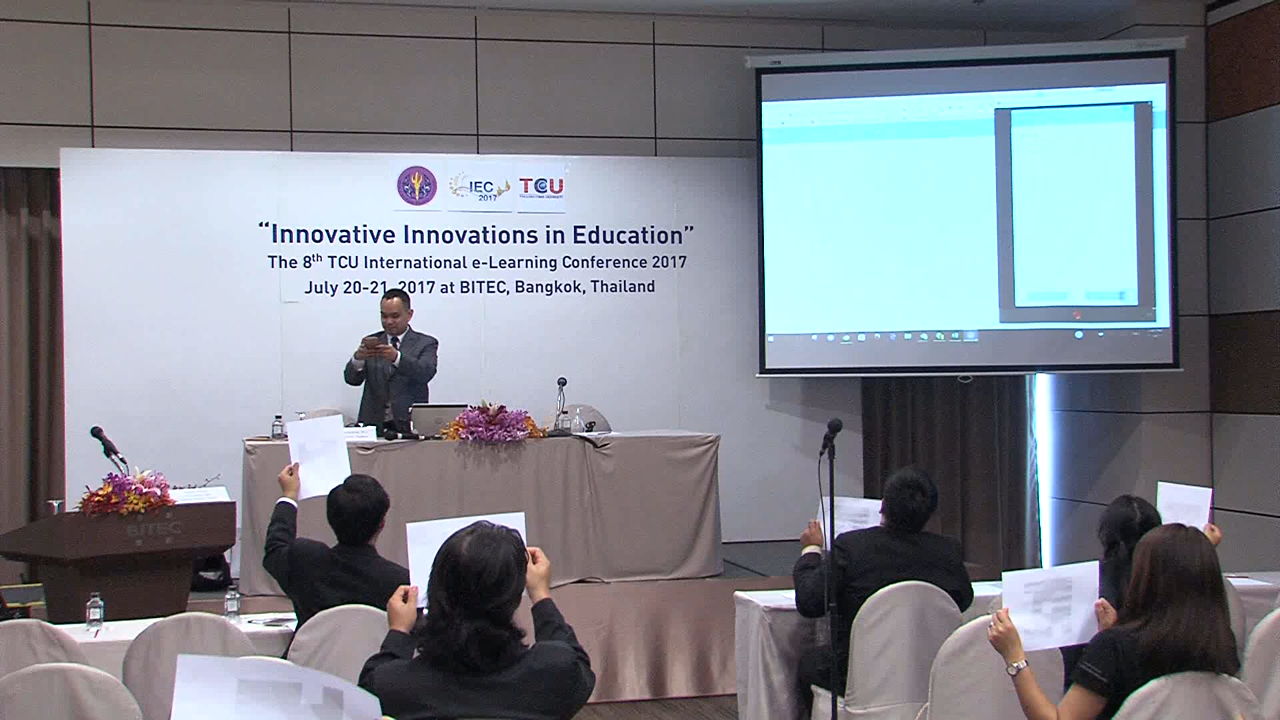 IEC
2017
TCU
“Innovative Innovations in Education”
The 8th TCU International e-Learning Conference 2017
July 20-21, 2017 at BITEC, Bangkok, Thailand
BITEC